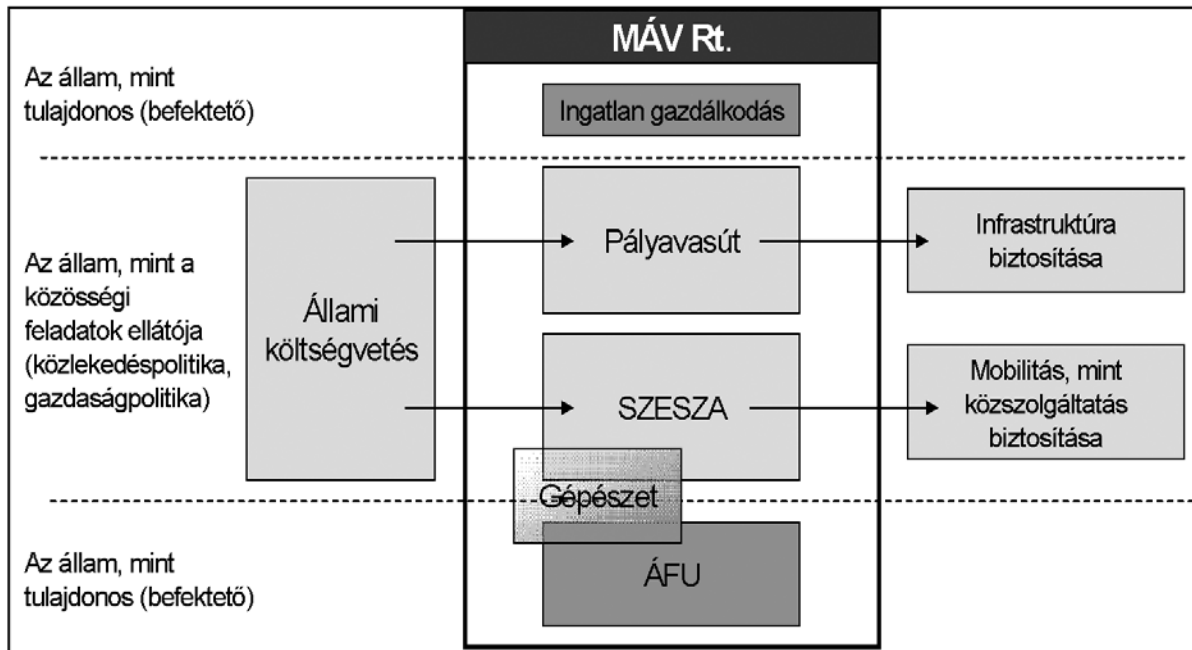 MÁV Rt.
Az állam, mint
tulajdonos (befektető)
Ingatlan gazdálkodás
Az állam, mint a
közösségi
feladatok ellátója
(közlekedéspolitika,
gazdaságpolitika)
Állami
költségvetés
Pályavasút
Infrastruktúra
biztosítása
SZESZA
Mobilitás, mint
közszolgáltatás
biztosítása
Gépészet
Az állam, mint
tulajdonos (befektető)
ÁFU